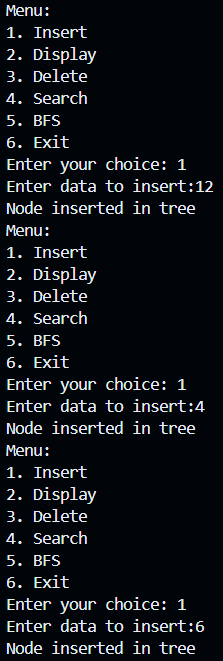 Menu:
1. Insert
2. Display
3. Delete
4. Search
5. BFS
6. Exit
Enter your choice: 1
Enter data to insert:12
Node inserted in tree
Menu:
1. Insert
2. Display
3. Delete
4. Search
5. BFS
6. Exit
Enter your choice: 1
Enter data to insert:4
Node inserted in tree
Menu:
1. Insert
2. Display
3. Delete
4. Search
5. BFS
6. Exit
Enter your choice: 1
Enter data to insert:6
Node inserted in tree